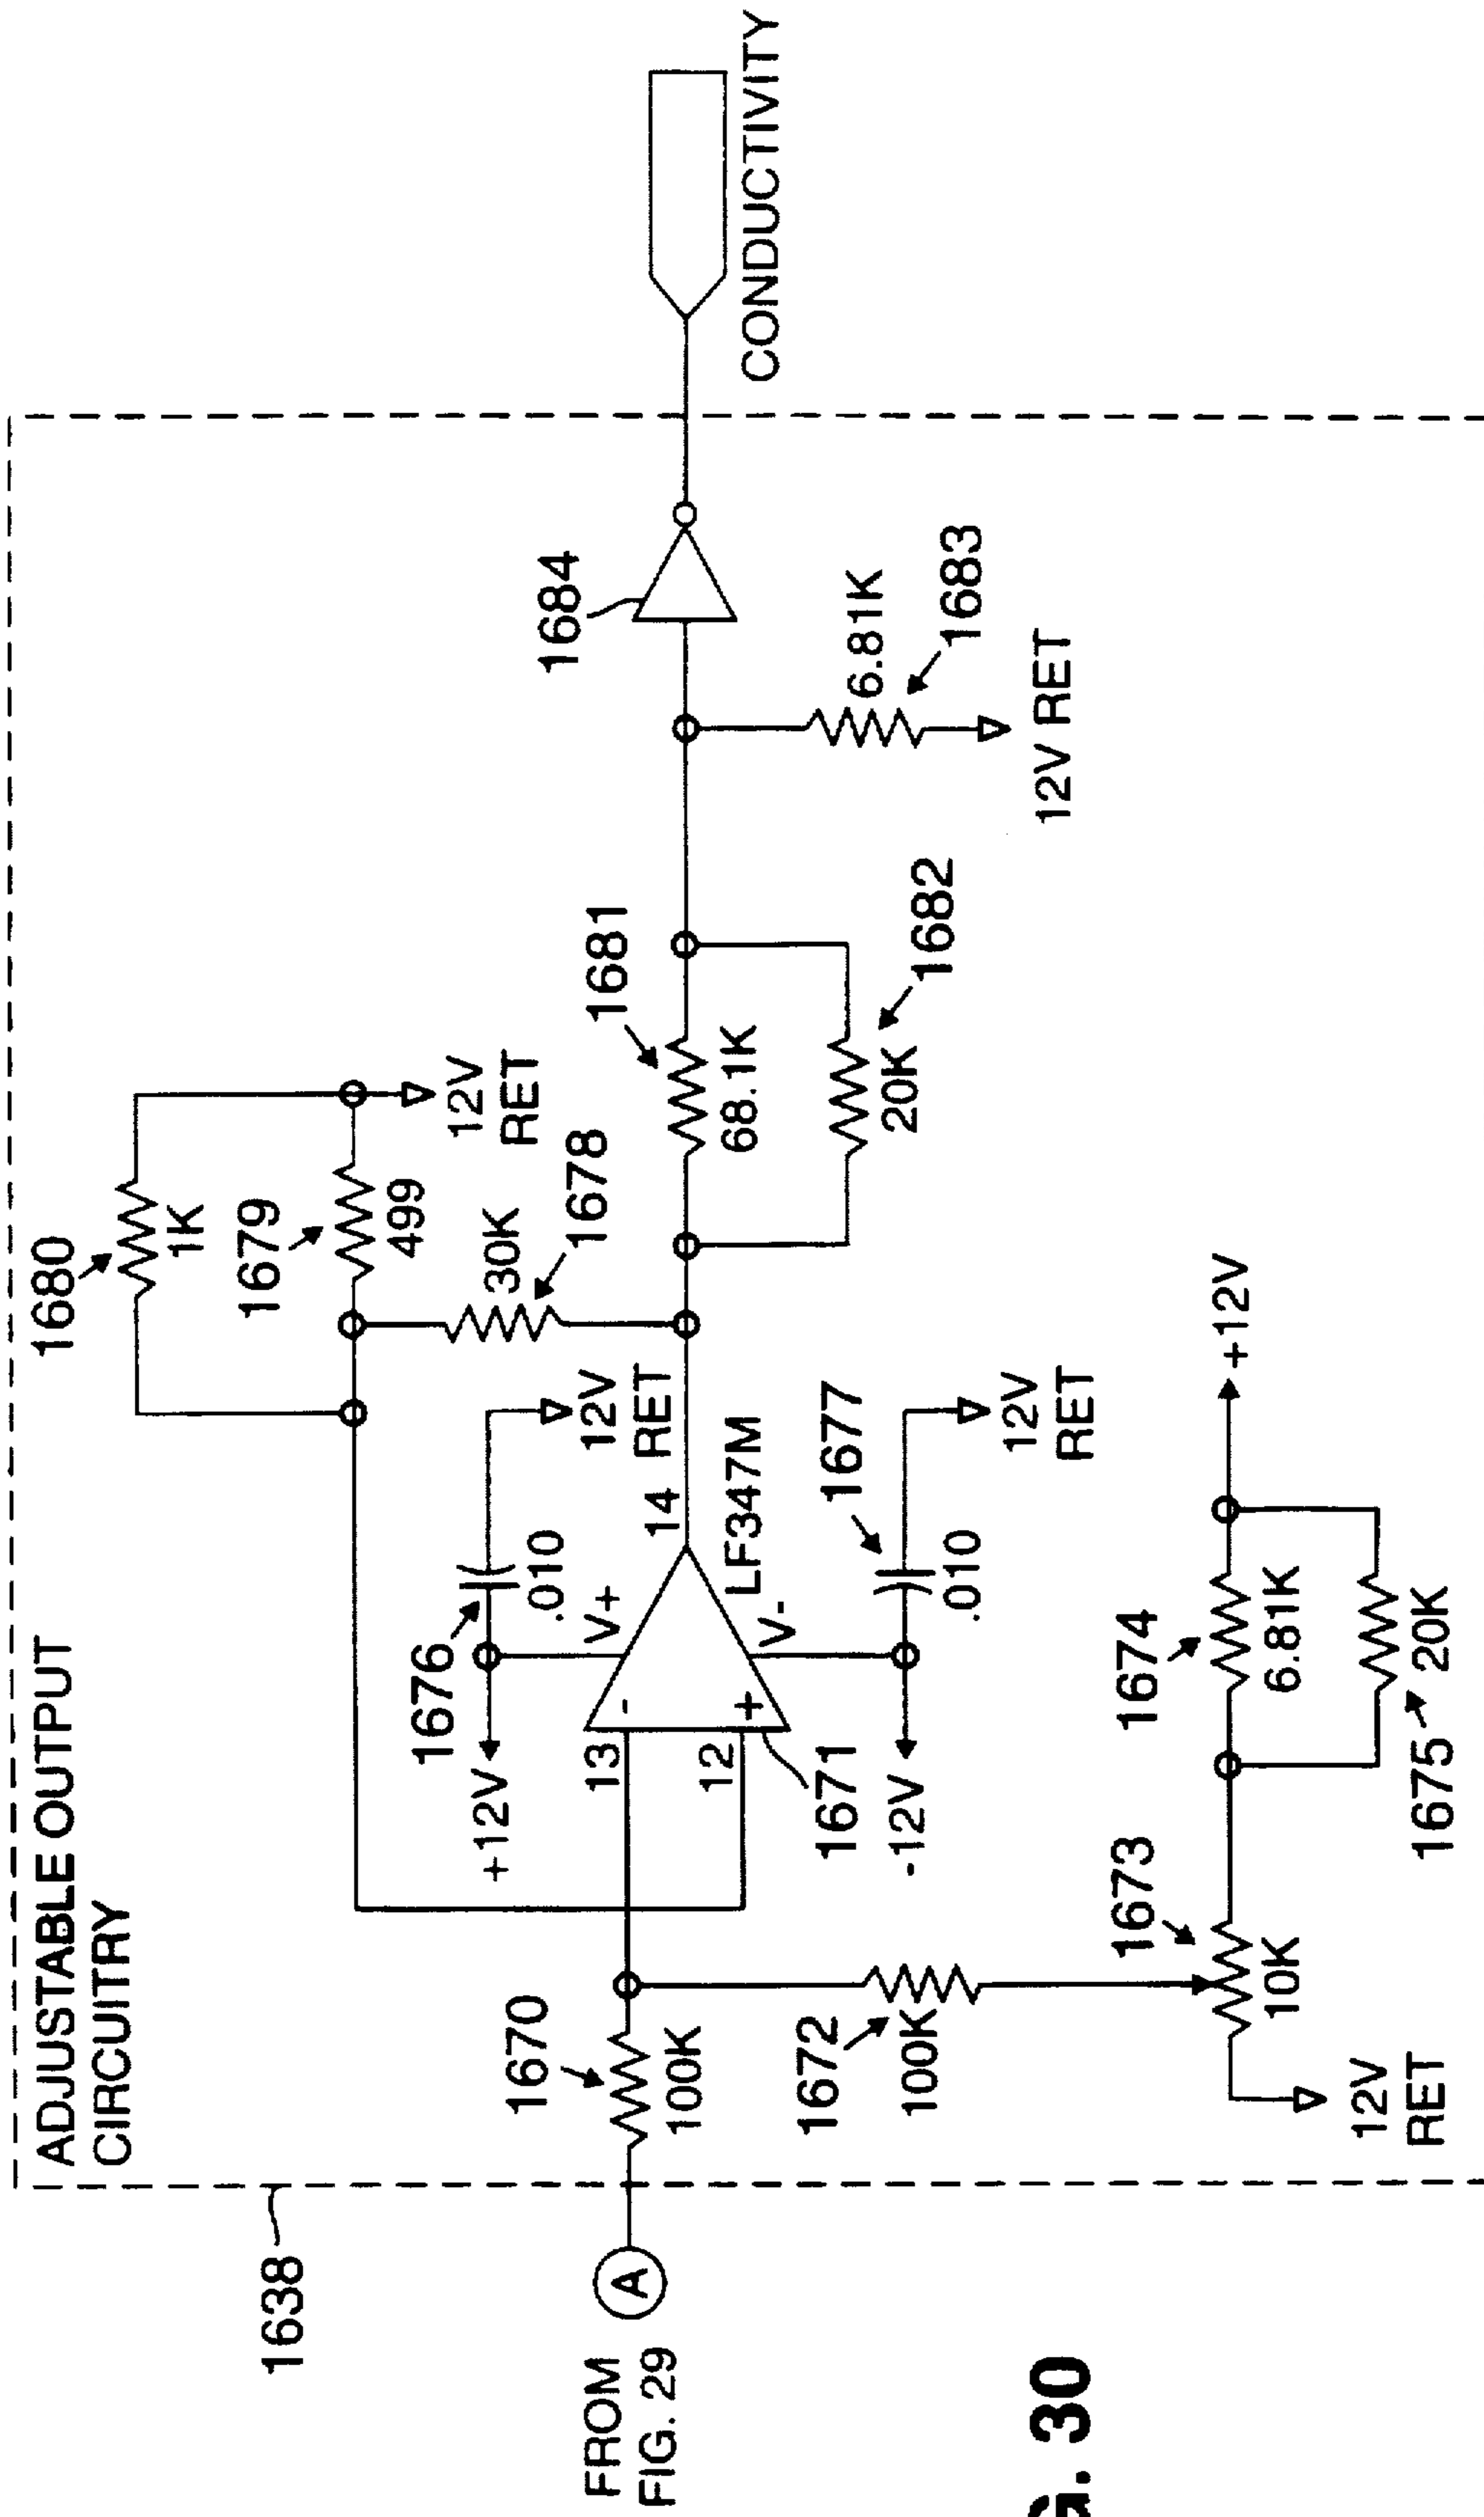 ADJUSTABLE OUTPUT
CIRCUITRY
1638
FROM
FIG. 29
A
1670
100K
1672
100K
1673
10K
12V
RET
1674
6.81K
1675
20K
+12V
13
12
-
+
1671
LF347M
14
V+
V-
+12V
1676
.010
12V
RET
-12V
1677
.010
12V
RET
1678
30K
1679
499
1680
1K
12V
RET
1681
68.1K
1682
20K
1683
6.81K
12V RET
1684
CONDUCTIVITY
G. 30